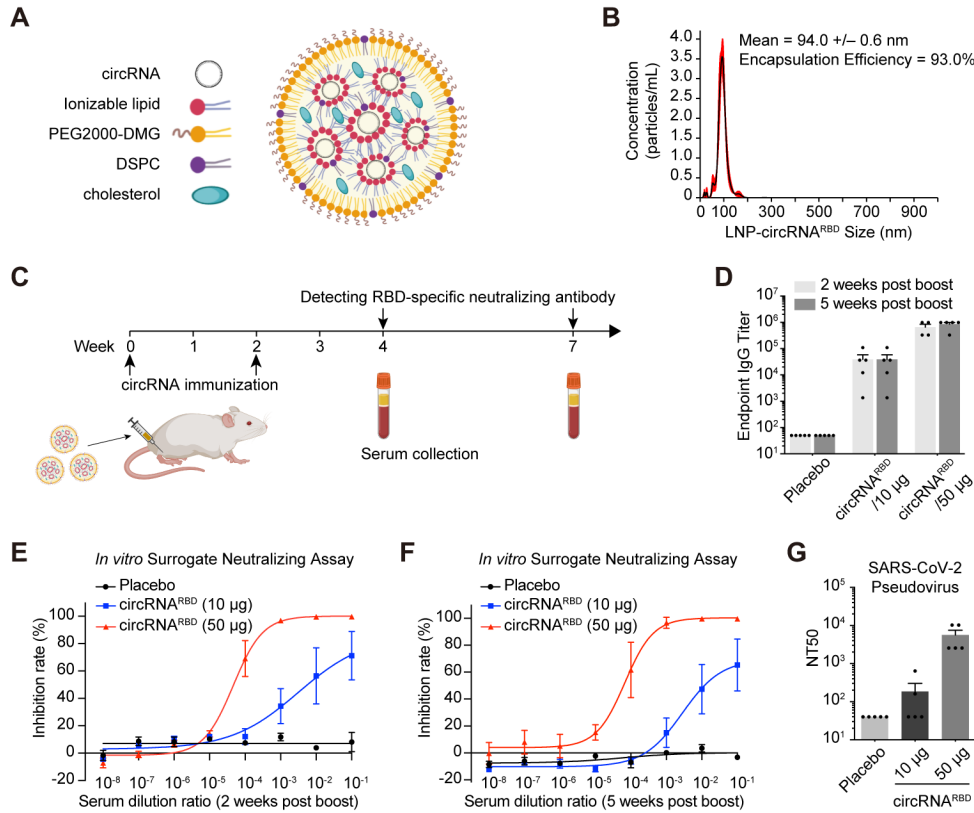 A
circRNA
Ionizable lipid
PEG2000-DMG
DSPC
cholesterol
B
Mean = 94.0 +/– 0.6 nm
Encapsulation Efficiency = 93.0%
Concentration
(particles/mL)
4.0
3.5
3.0
2.5
2.0
1.5
1.0
0.5
0
0 100 300 500 700 900
LNP-circRNA^RBD Size (nm)
C
Detecting RBD-specific neutralizing antibody
Week 0 1 2 3 4 7
circRNA immunization
Serum collection
D
2 weeks post boost
5 weeks post boost
Endpoint IgG Titer
10^7
10^6
10^5
10^4
10^3
10^2
10^1
Placebo
circRNA^RBD
/10 µg
circRNA^RBD
/50 µg
E
In vitro Surrogate Neutralizing Assay
Placebo
circRNA^RBD (10 µg)
circRNA^RBD (50 µg)
Inhibition rate (%)
100
80
60
40
20
0
-20
10^-8 10^-7 10^-6 10^-5 10^-4 10^-3 10^-2 10^-1
Serum dilution ratio (2 weeks post boost)
F
In vitro Surrogate Neutralizing Assay
Placebo
circRNA^RBD (10 µg)
circRNA^RBD (50 µg)
Inhibition rate (%)
100
80
60
40
20
0
-20
10^-8 10^-7 10^-6 10^-5 10^-4 10^-3 10^-2 10^-1
Serum dilution ratio (5 weeks post boost)
G
SARS-CoV-2
Pseudovirus
NT50
10^5
10^4
10^3
10^2
10^1
Placebo
10 µg
50 µg
circRNA^RBD